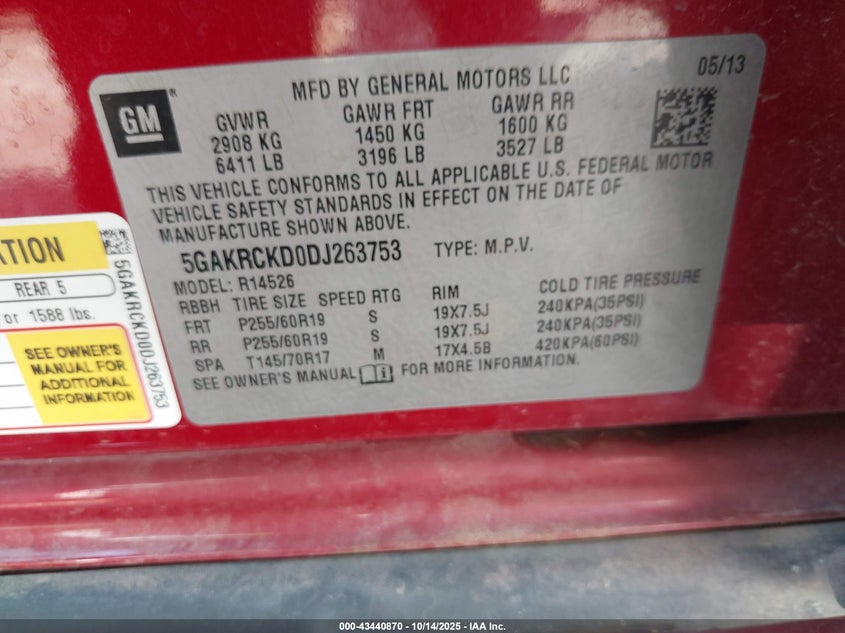 MFD BY GENERAL MOTORS LLC 05/13
GM ®
GVWR GAWR FRT GAWR RR
2908 KG 1450 KG 1600 KG
6411 LB 3196 LB 3527 LB
THIS VEHICLE CONFORMS TO ALL APPLICABLE U.S. FEDERAL MOTOR
VEHICLE SAFETY STANDARDS IN EFFECT ON THE DATE OF
MANUFACTURE SHOWN ABOVE.
5GAKRCKD0DJ263753 TYPE: M.P.V.
MODEL: R14526
RBBH TIRE SIZE SPEED RTG RIM COLD TIRE PRESSURE
FRT P255/60R19 S 19X7.5J 240KPA(35PSI)
RR P255/60R19 S 19X7.5J 240KPA(35PSI)
SPA T145/70R17 M 17X4.5B 420KPA(60PSI)
SEE OWNER'S MANUAL FOR MORE INFORMATION.
ATION
REAR 5
or 1588 lbs.
SEE OWNER'S
MANUAL FOR
ADDITIONAL
INFORMATION
5GAKRCKD0DJ263753
000-43440870 | 10/14/2025 - IAA Inc.